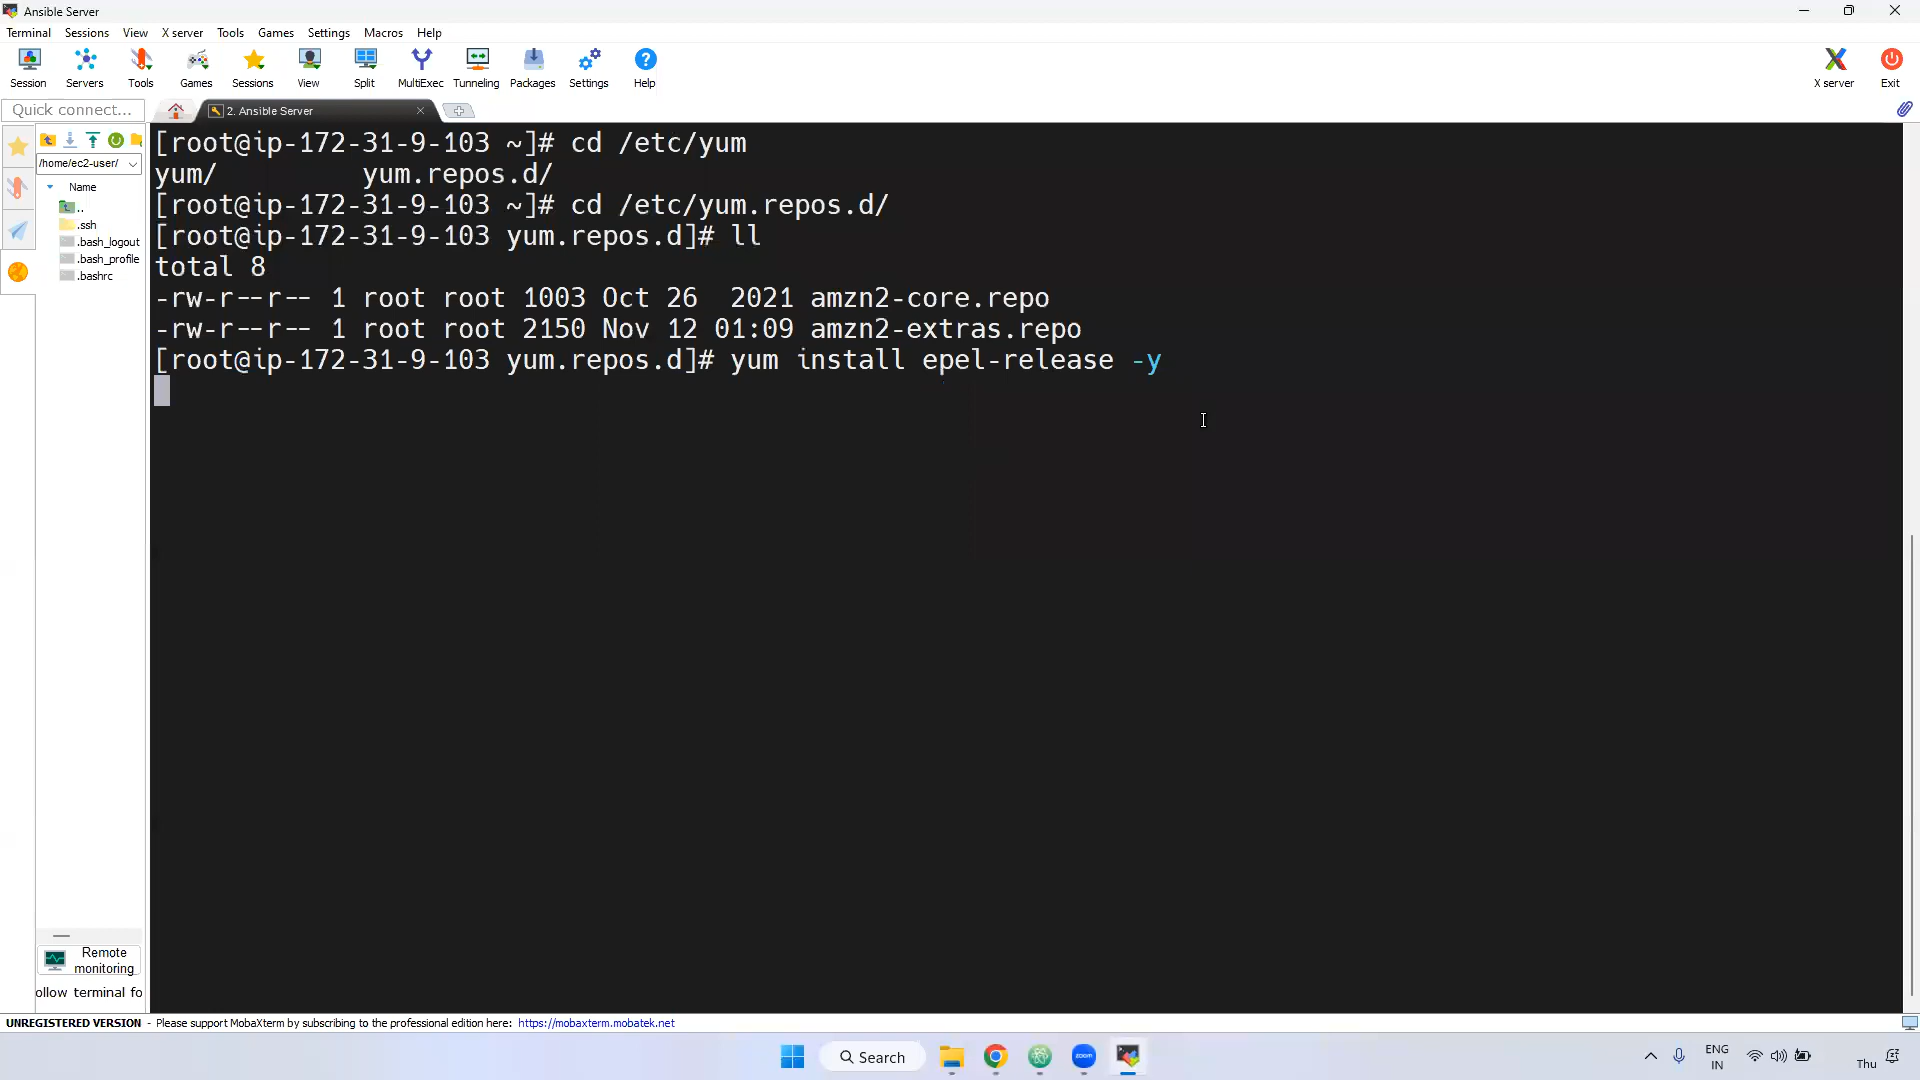 Ansible Server
Terminal Sessions View X server Tools Games Settings Macros Help
Session Servers Tools Games Sessions View Split MultiExec Tunneling Packages Settings Help X server Exit
Quick connect...
2. Ansible Server
/home/ec2-user/
Name
..
.ssh
.bash_logout
.bash_profile
.bashrc
[root@ip-172-31-9-103 ~]# cd /etc/yum
yum/ yum.repos.d/
[root@ip-172-31-9-103 ~]# cd /etc/yum.repos.d/
[root@ip-172-31-9-103 yum.repos.d]# ll
total 8
-rw-r--r-- 1 root root 1003 Oct 26 2021 amzn2-core.repo
-rw-r--r-- 1 root root 2150 Nov 12 01:09 amzn2-extras.repo
[root@ip-172-31-9-103 yum.repos.d]# yum install epel-release -y
Remote
monitoring
ollow terminal fo
UNREGISTERED VERSION - Please support MobaXterm by subscribing to the professional edition here: https://mobaxterm.mobatek.net
Search
zoom
ENG
IN
Thu